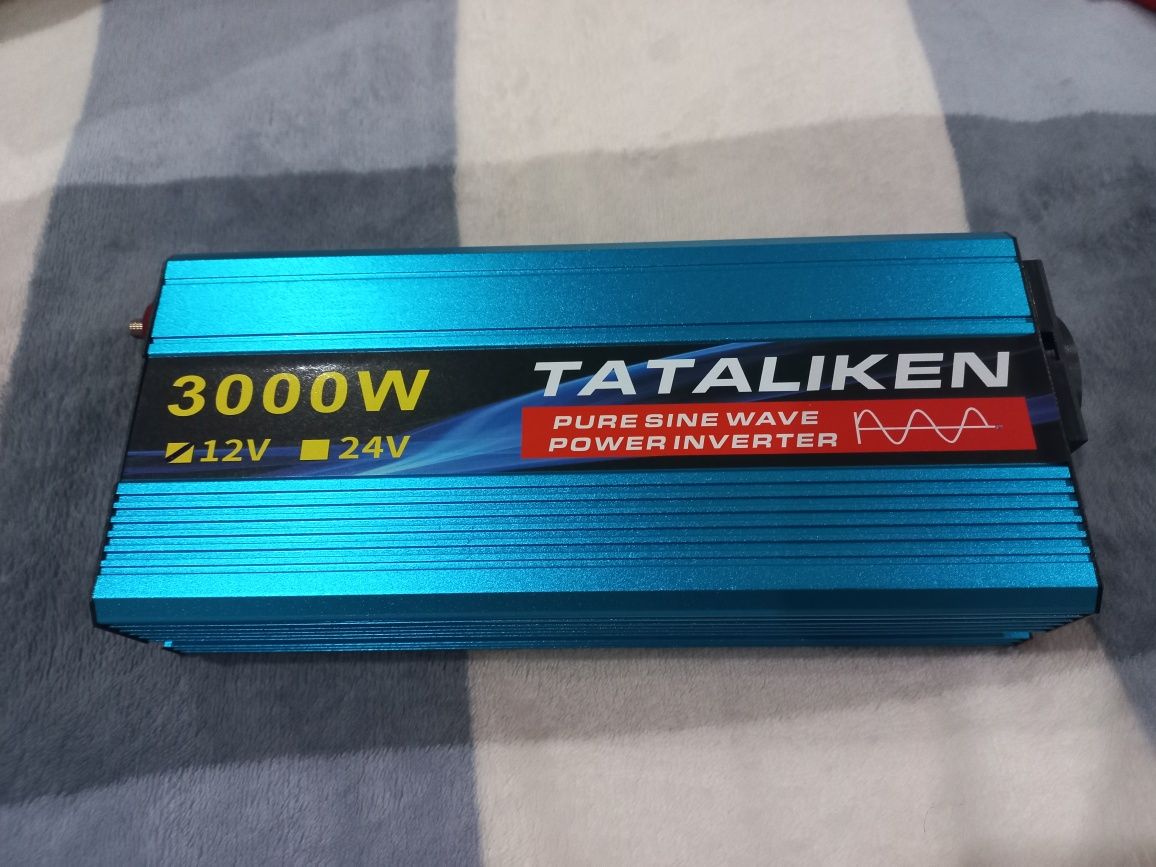 3000W
12V 24V
TATALIKEN
PURE SINE WAVE
POWER INVERTER